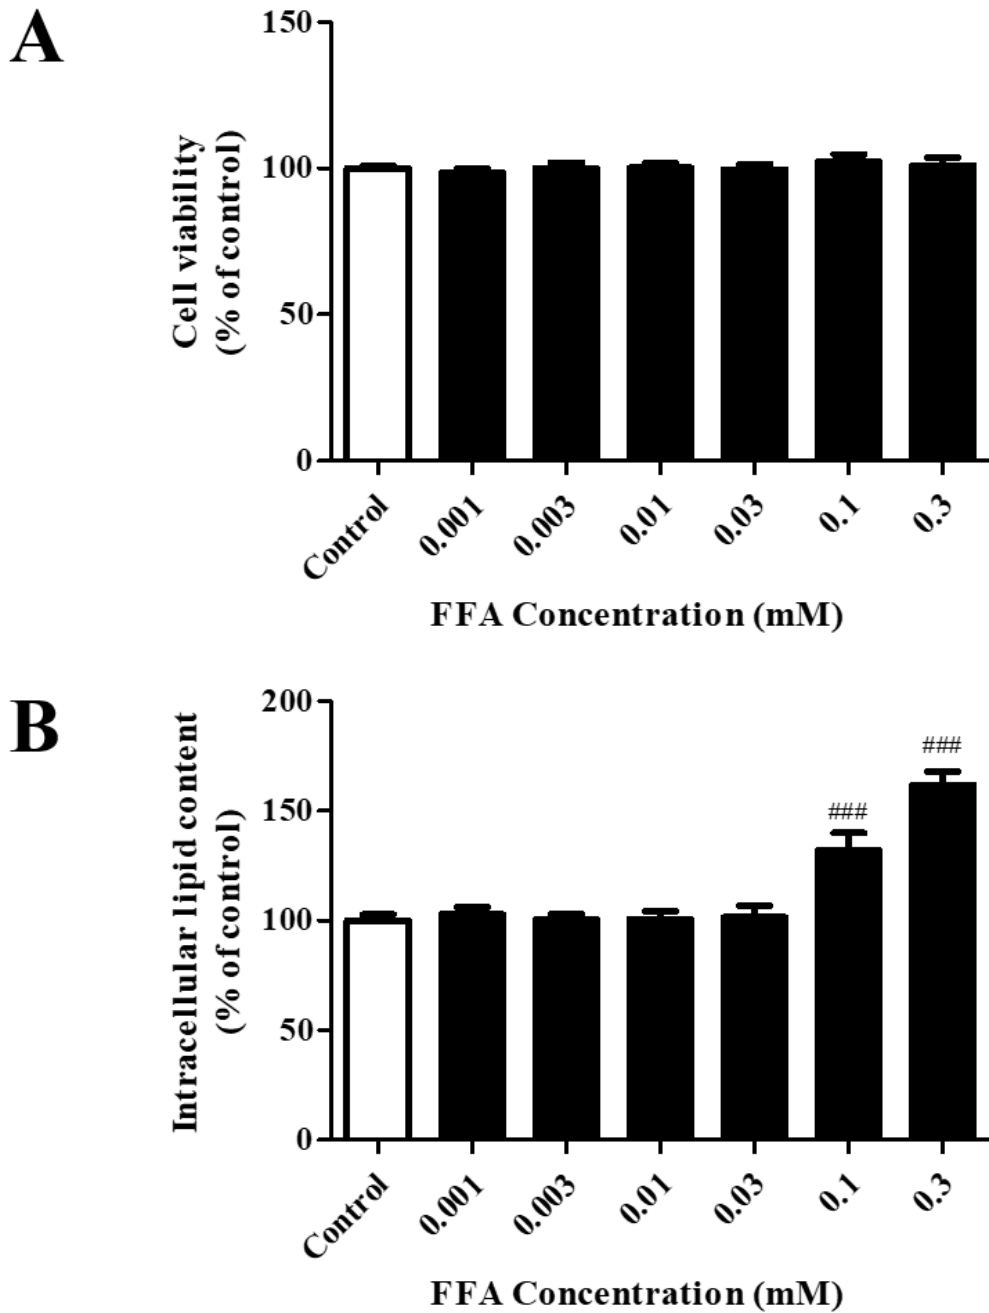 A
Cell viability
(% of control)
150
100
50
0
Control
0.001
0.003
0.01
0.03
0.1
0.3
FFA Concentration (mM)
B
Intracellular lipid content
(% of control)
200
150
100
50
0
###
###
Control
0.001
0.003
0.01
0.03
0.1
0.3
FFA Concentration (mM)